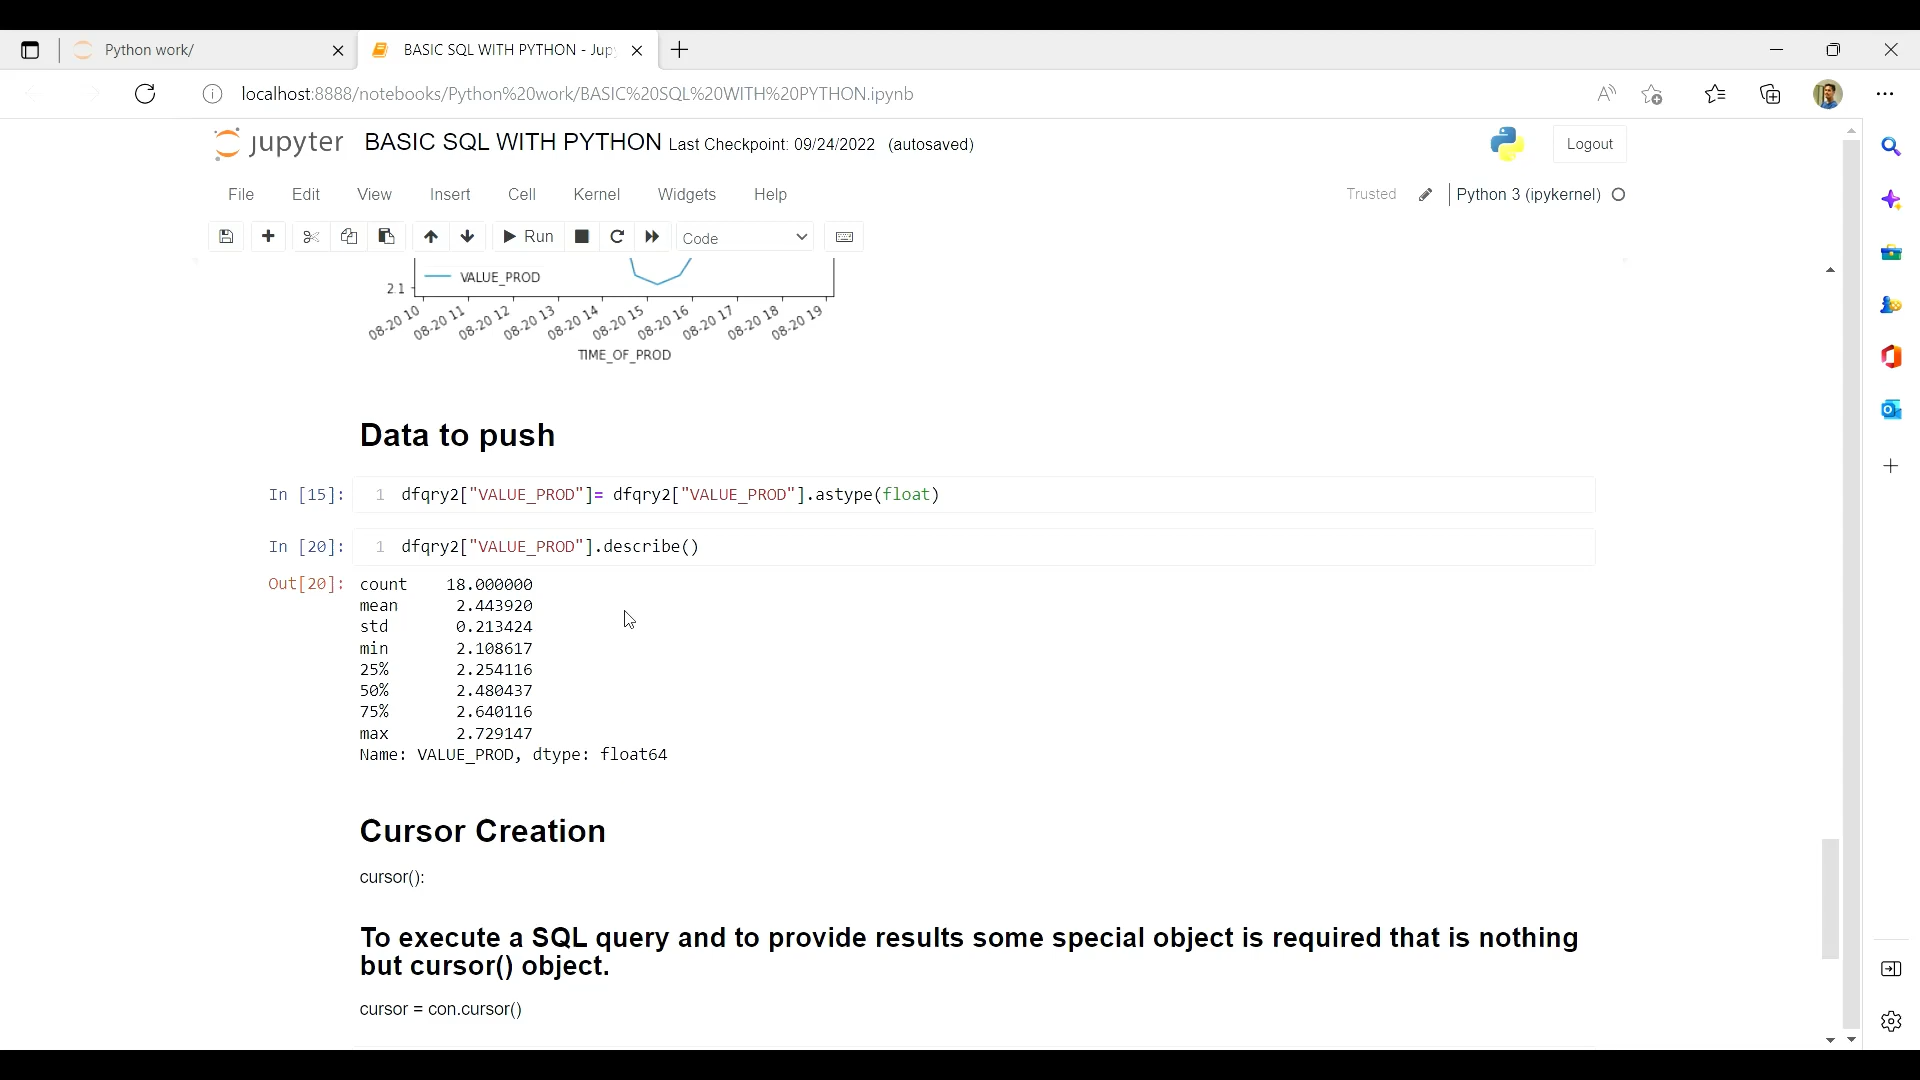 Python work/
BASIC SQL WITH PYTHON - Jup
localhost:8888/notebooks/Python%20work/BASIC%20SQL%20WITH%20PYTHON.ipynb
jupyter BASIC SQL WITH PYTHON Last Checkpoint: 09/24/2022 (autosaved)
Logout
File Edit View Insert Cell Kernel Widgets Help
Trusted Python 3 (ipykernel)
Run Code
VALUE_PROD
2.1
08-20 10 08-20 11 08-20 12 08-20 13 08-20 14 08-20 15 08-20 16 08-20 17 08-20 18 08-20 19
TIME_OF_PROD
Data to push
In [15]: 1 dfqry2["VALUE_PROD"]= dfqry2["VALUE_PROD"].astype(float)
In [20]: 1 dfqry2["VALUE_PROD"].describe()
Out[20]: count 18.000000
mean 2.443920
std 0.213424
min 2.108617
25% 2.254116
50% 2.480437
75% 2.640116
max 2.729147
Name: VALUE_PROD, dtype: float64
Cursor Creation
cursor():
To execute a SQL query and to provide results some special object is required that is nothing
but cursor() object.
cursor = con.cursor()